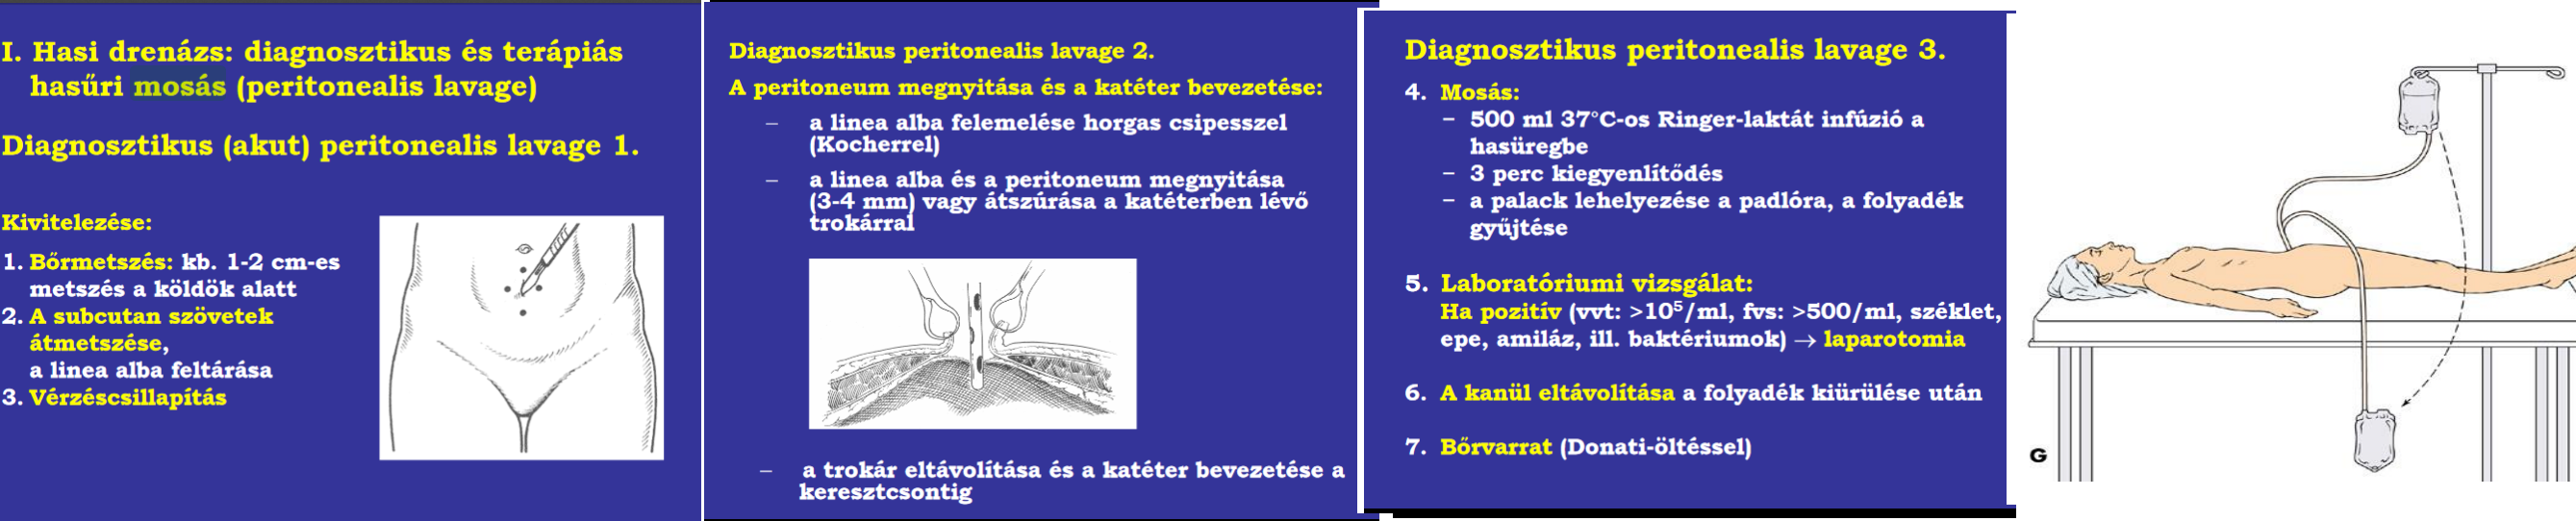 I. Hasi drenázs: diagnosztikus és terápiás
hasűri mosás (peritonealis lavage)
Diagnosztikus (akut) peritonealis lavage 1.
Kivitelezése:
1. Bőrmetszés: kb. 1-2 cm-es
metszés a köldök alatt
2. A subcutan szövetek
átmetszése,
a linea alba feltárása
3. Vérzéscsillapítás
Diagnosztikus peritonealis lavage 2.
A peritoneum megnyitása és a katéter bevezetése:
– a linea alba felemelése horgas csipesszel
(Kocherrel)
– a linea alba és a peritoneum megnyitása
(3-4 mm) vagy átszúrása a katéterben lévő
trokárral
– a trokár eltávolítása és a katéter bevezetése a
keresztcsontig
Diagnosztikus peritonealis lavage 3.
4. Mosás:
– 500 ml 37°C-os Ringer-laktát infúzió a
hasüregbe
– 3 perc kiegyenlítődés
– a palack lehelyezése a padlóra, a folyadék
gyűjtése
5. Laboratóriumi vizsgálat:
Ha pozitív (vvt: >10⁵/ml, fvs: >500/ml, széklet,
epe, amiláz, ill. baktériumok) → laparotomia
6. A kanül eltávolítása a folyadék kiürülése után
7. Bőrvarrat (Donati-öltéssel)
G